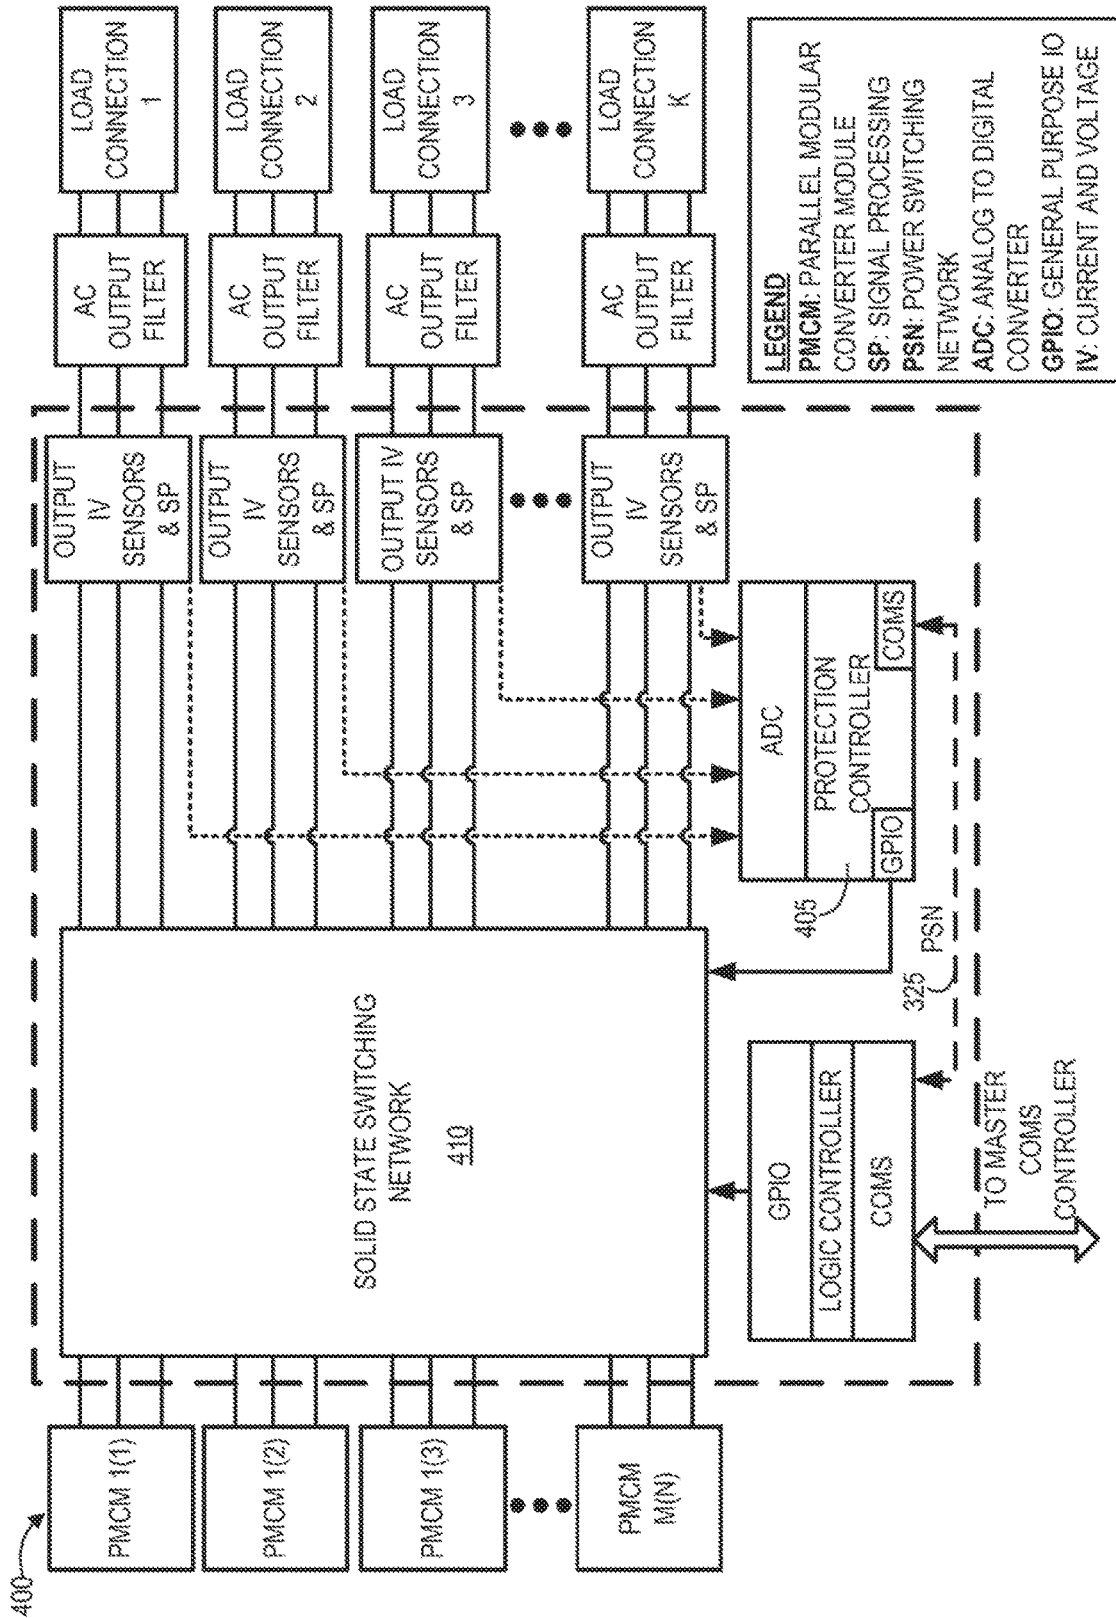 400
PMCM 1(1)
PMCM 1(2)
PMCM 1(3)
PMCM
M(N)
SOLID STATE SWITCHING
NETWORK
410
OUTPUT
IV
SENSORS
& SP
OUTPUT
IV
SENSORS
& SP
OUTPUT IV
SENSORS
& SP
OUTPUT
IV
SENSORS
& SP
AC
OUTPUT
FILTER
AC
OUTPUT
FILTER
AC
OUTPUT
FILTER
AC
OUTPUT
FILTER
LOAD
CONNECTION
1
LOAD
CONNECTION
2
LOAD
CONNECTION
3
LOAD
CONNECTION
K
GPIO
LOGIC CONTROLLER
COMS
TO MASTER
COMS
CONTROLLER
325
PSN
405
ADC
PROTECTION
CONTROLLER
GPIO
COMS
LEGEND
PMCM: PARALLEL MODULAR
CONVERTER MODULE
SP: SIGNAL PROCESSING
PSN: POWER SWITCHING
NETWORK
ADC: ANALOG TO DIGITAL
CONVERTER
GPIO: GENERAL PURPOSE IO
IV: CURRENT AND VOLTAGE